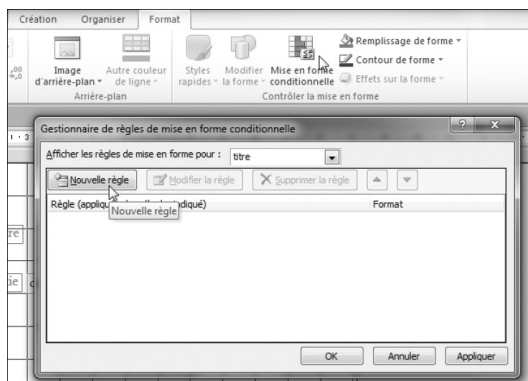 Création Organiser Format
Image d'arrière-plan
Autre couleur de ligne
Styles rapides
Modifier la forme
Mise en forme conditionnelle
Remplissage de forme
Contour de forme
Effets sur la forme
Arrière-plan
Contrôler la mise en forme
Gestionnaire de règles de mise en forme conditionnelle
Afficher les règles de mise en forme pour : titre
Nouvelle règle Modifier la règle Supprimer la règle
Règle Format
Nouvelle règle
OK Annuler Appliquer